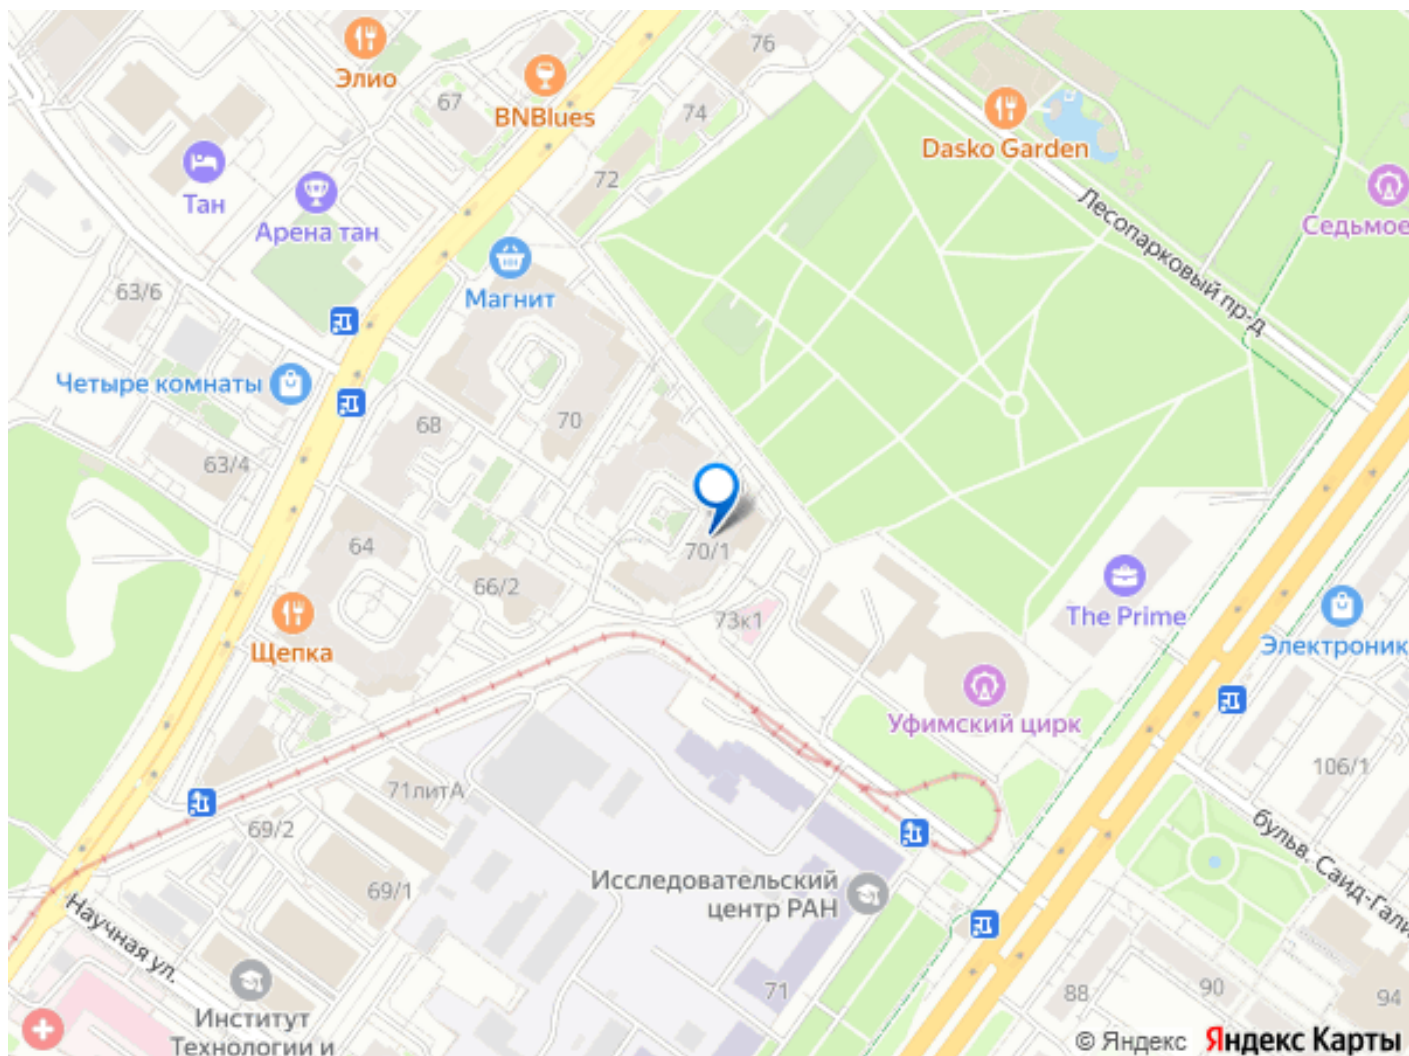 76
Элио
67
BNBlues
74
Dasko Garden
72
Тан
Арена тан
Лесопарковый пр-д
Седьмое
63/6
Магнит
Четыре комнаты
70
68
63/4
64
70/1
66/2
73к1
The Prime
Щепка
Электроник
Уфимский цирк
106/1
71литА
69/2
бульв. Саид-Гали
69/1
Исследовательский
центр РАН
Научная ул.
71
88
90
94
Институт
Технологии и
© Яндекс
Яндекс Карты